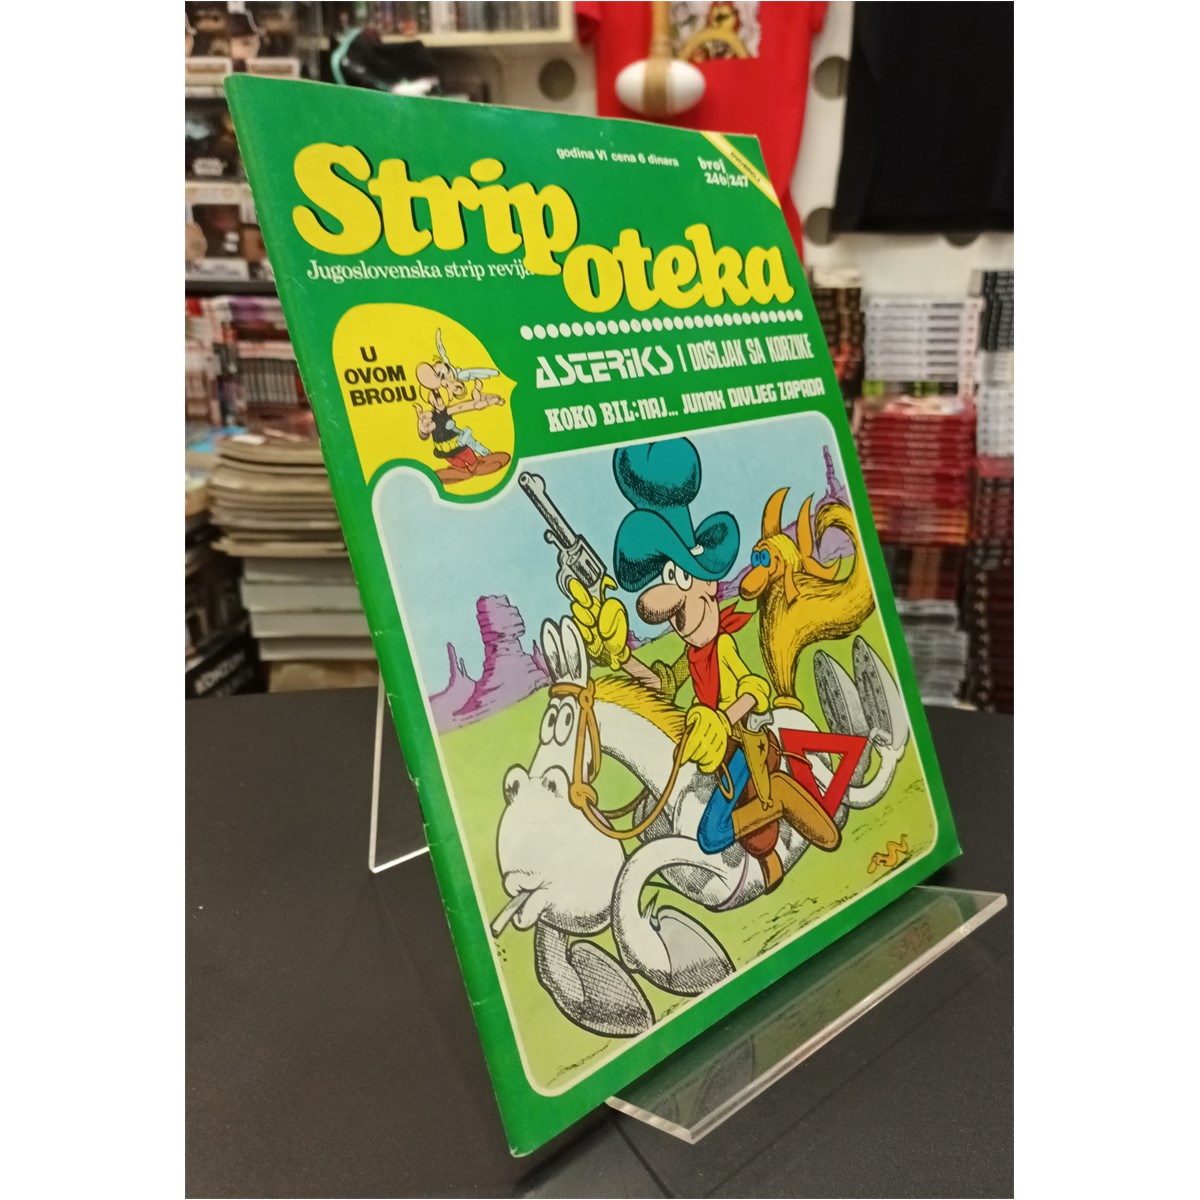 godina VI cena 6 dinara
broj
246/247
Strip
oteka
Jugoslovenska strip revija
U
OVOM
BROJU
ASTERIKS | DOŠLJAK SA KORZIKE
KOKO BIL: NAJ... JUNAK DIVLJEG ZAPADA